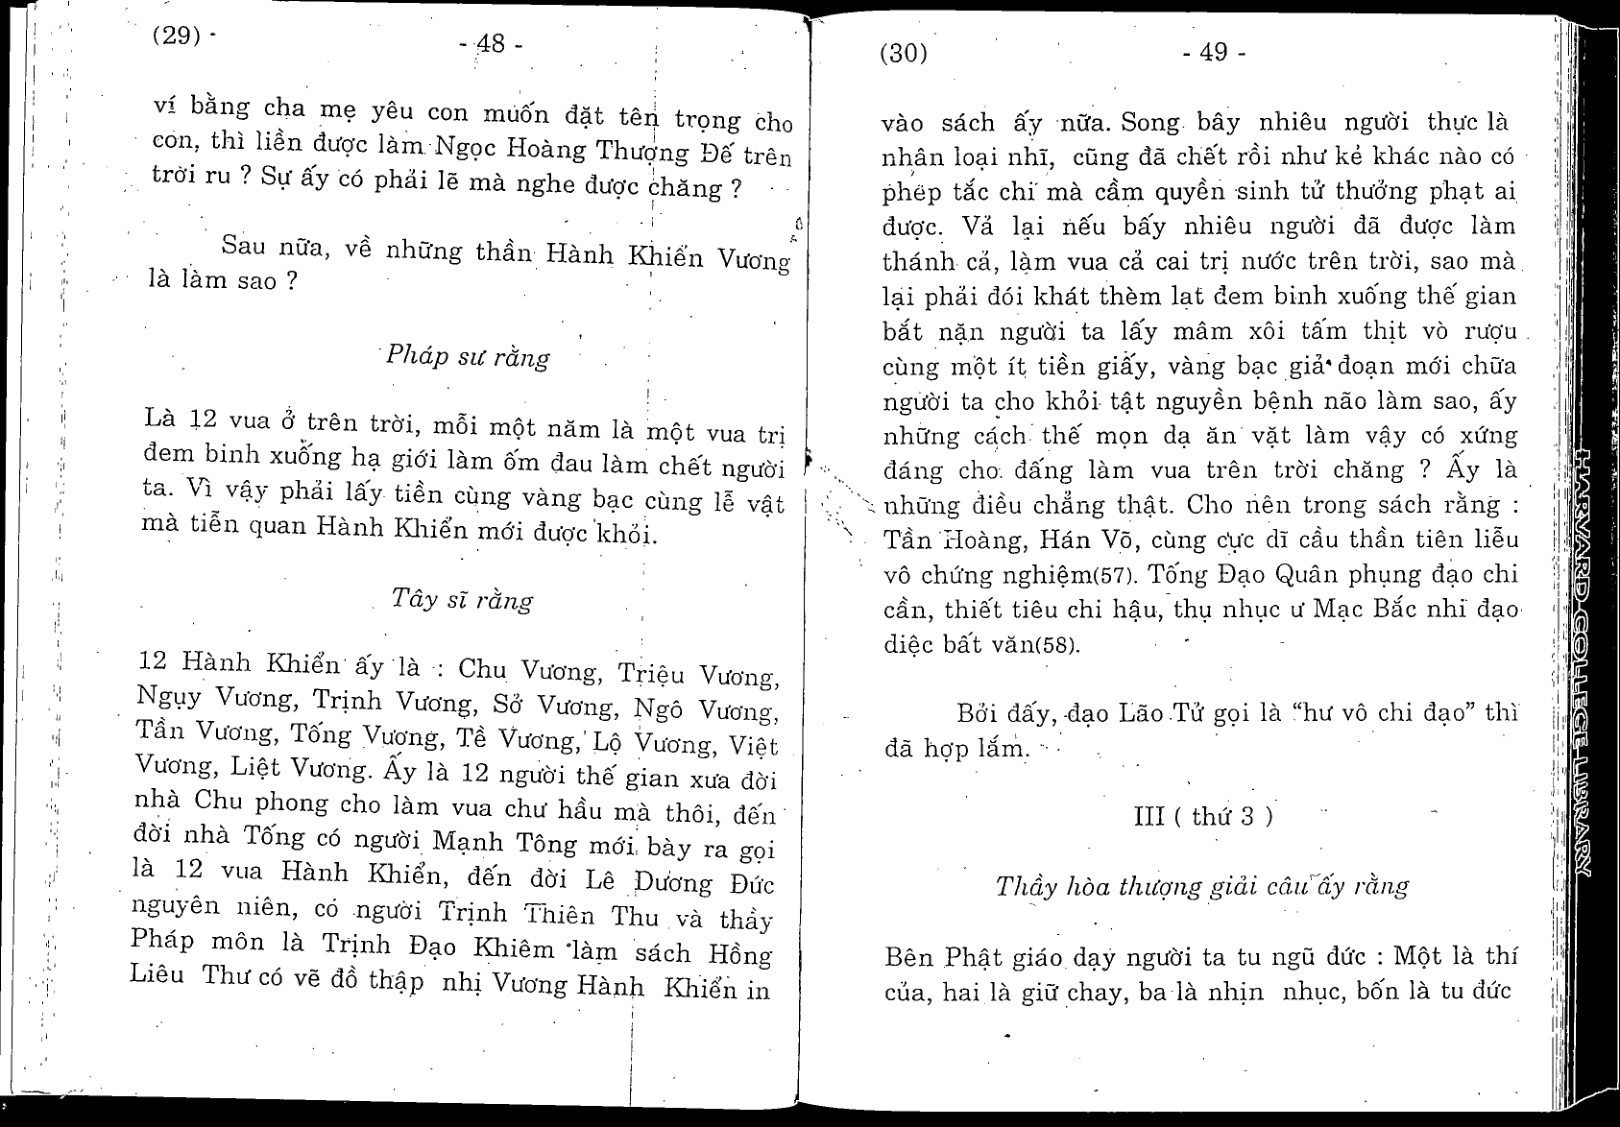 (29)
- 48 -
ví bằng cha mẹ yêu con muốn đặt tên trọng cho
con, thì liền được làm Ngọc Hoàng Thượng Đế trên
trời ru ? Sự ấy có phải lẽ mà nghe được chăng ?
Sau nữa, về những thần Hành Khiển Vương
là làm sao ?
Pháp sư rằng
Là 12 vua ở trên trời, mỗi một năm là một vua trị
đem binh xuống hạ giới làm ốm đau làm chết người
ta. Vì vậy phải lấy tiền cùng vàng bạc cùng lễ vật
mà tiễn quan Hành Khiển mới được khỏi.
Tây sĩ rằng
12 Hành Khiển ấy là : Chu Vương, Triệu Vương,
Ngụy Vương, Trịnh Vương, Sở Vương, Ngô Vương,
Tần Vương, Tống Vương, Tề Vương, Lộ Vương, Việt
Vương, Liệt Vương. Ấy là 12 người thế gian xưa đời
nhà Chu phong cho làm vua chư hầu mà thôi, đến
đời nhà Tống có người Mạnh Tông mới bày ra gọi
là 12 vua Hành Khiển, đến đời Lê Dương Đức
nguyên niên, có người Trịnh Thiên Thu và thầy
Pháp môn là Trịnh Đạo Khiêm làm sách Hồng
Liêu Thư có vẽ đồ thập nhị Vương Hành Khiển in
(30)
- 49 -
vào sách ấy nữa. Song bây nhiêu người thực là
nhận loại nhĩ, cũng đã chết rồi như kẻ khác nào có
phép tắc chi mà cầm quyền sinh tử thưởng phạt ai
được. Vả lại nếu bấy nhiêu người đã được làm
thánh cả, làm vua cả cai trị nước trên trời, sao mà
lại phải đói khát thèm lạt đem binh xuống thế gian
bắt nặn người ta lấy mâm xôi tấm thịt vò rượu
cùng một ít tiền giấy, vàng bạc giả đoạn mới chữa
người ta cho khỏi tật nguyền bệnh não làm sao, ấy
những cách thế mọn dạ ăn vặt làm vậy có xứng
đáng cho đấng làm vua trên trời chăng ? Ấy là
những điều chẳng thật. Cho nên trong sách rằng :
Tần Hoàng, Hán Võ, cùng cực dĩ cầu thần tiên liễu
vô chứng nghiệm(57). Tống Đạo Quân phụng đạo chi
cần, thiết tiêu chi hậu, thụ nhục ư Mạc Bắc nhi đạo
diệc bất văn(58).
Bởi đấy, đạo Lão Tử gọi là “hư vô chi đạo” thì
đã hợp lắm.
III ( thứ 3 )
Thầy hòa thượng giải câu ấy rằng
Bên Phật giáo dạy người ta tu ngũ đức : Một là thí
của, hai là giữ chay, ba là nhịn nhục, bốn là tu đức
HARVARD COLLEGE LIBRARY